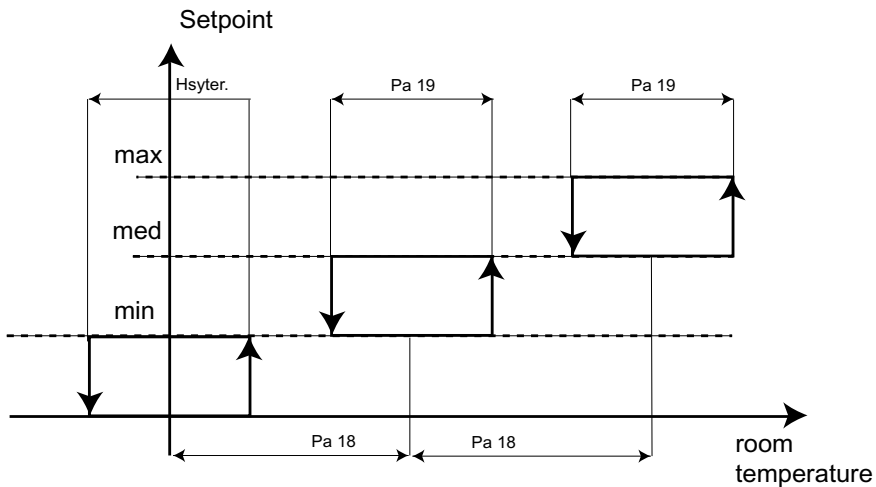 Setpoint
Hsyter.
Pa 19
Pa 19
max
med
min
Pa 18
Pa 18
room
temperature